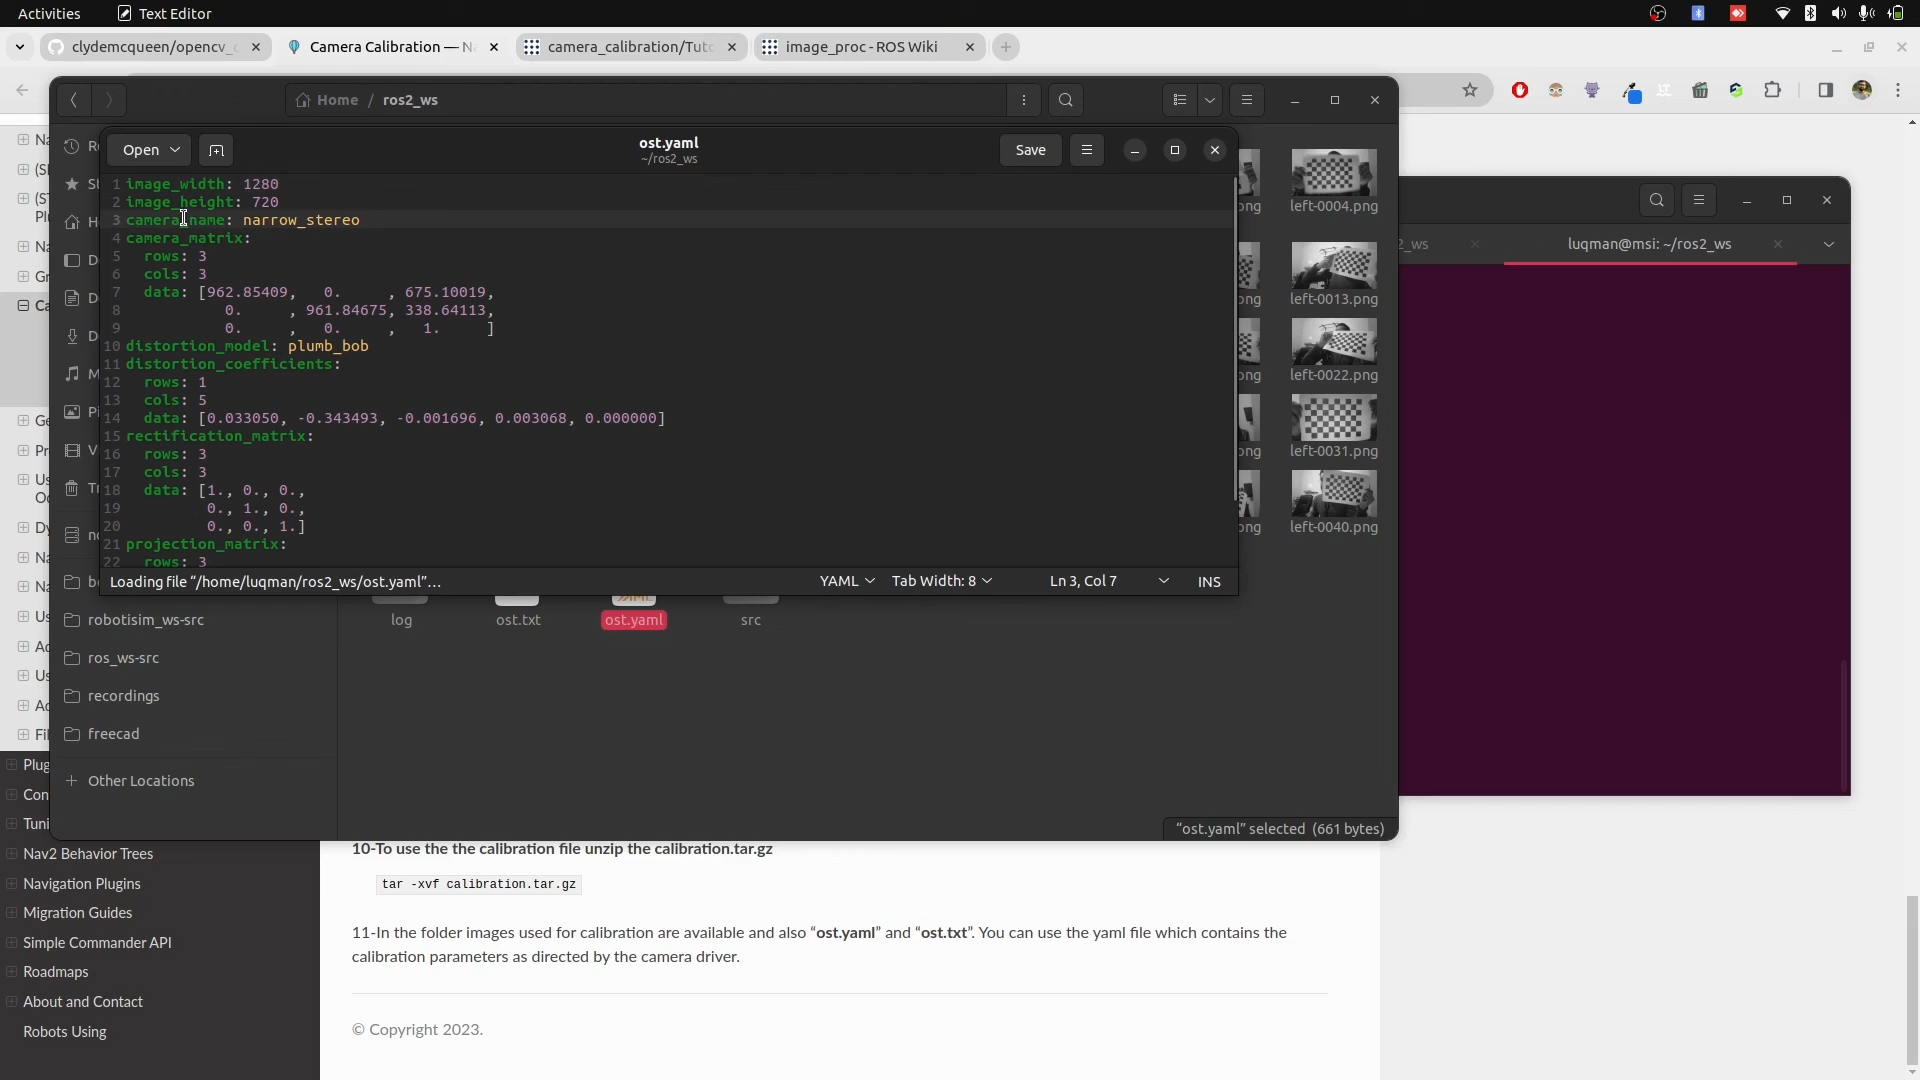 Activities
Text Editor
clydemcqueen/opencv_c
Camera Calibration — N
camera_calibration/Tuto
image_proc - ROS Wiki
Home / ros2_ws
Open
ost.yaml
~/ros2_ws
Save
1 image_width: 1280
2 image_height: 720
3 camera_name: narrow_stereo
4 camera_matrix:
5 rows: 3
6 cols: 3
7 data: [962.85409, 0. , 675.10019,
8 0. , 961.84675, 338.64113,
9 0. , 0. , 1. ]
10 distortion_model: plumb_bob
11 distortion_coefficients:
12 rows: 1
13 cols: 5
14 data: [0.033050, -0.343493, -0.001696, 0.003068, 0.000000]
15 rectification_matrix:
16 rows: 3
17 cols: 3
18 data: [1., 0., 0.,
19 0., 1., 0.,
20 0., 0., 1.]
21 projection_matrix:
22 rows: 3
Loading file “/home/luqman/ros2_ws/ost.yaml”…
YAML
Tab Width: 8
Ln 3, Col 7
INS
left-0004.png
left-0013.png
left-0022.png
left-0031.png
left-0040.png
2_ws
luqman@msi: ~/ros2_ws
log
ost.txt
ost.yaml
src
robotisim_ws-src
ros_ws-src
recordings
freecad
+ Other Locations
“ost.yaml” selected (661 bytes)
Plug
Con
Tuni
Nav2 Behavior Trees
Navigation Plugins
Migration Guides
Simple Commander API
Roadmaps
About and Contact
Robots Using
10-To use the the calibration file unzip the calibration.tar.gz
tar -xvf calibration.tar.gz
11-In the folder images used for calibration are available and also “ost.yaml” and “ost.txt”. You can use the yaml file which contains the
calibration parameters as directed by the camera driver.
© Copyright 2023.